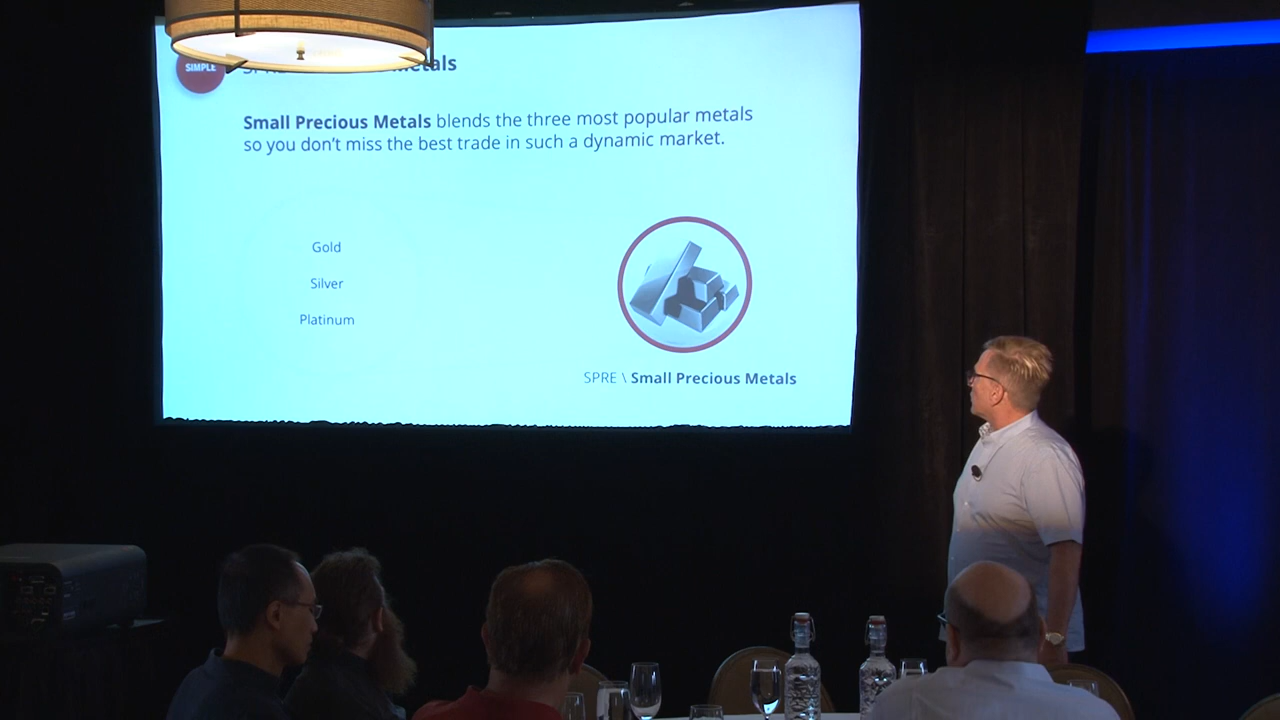 SIMPLE
Metals
Small Precious Metals blends the three most popular metals
so you don't miss the best trade in such a dynamic market.
Gold
Silver
Platinum
SPRE \ Small Precious Metals